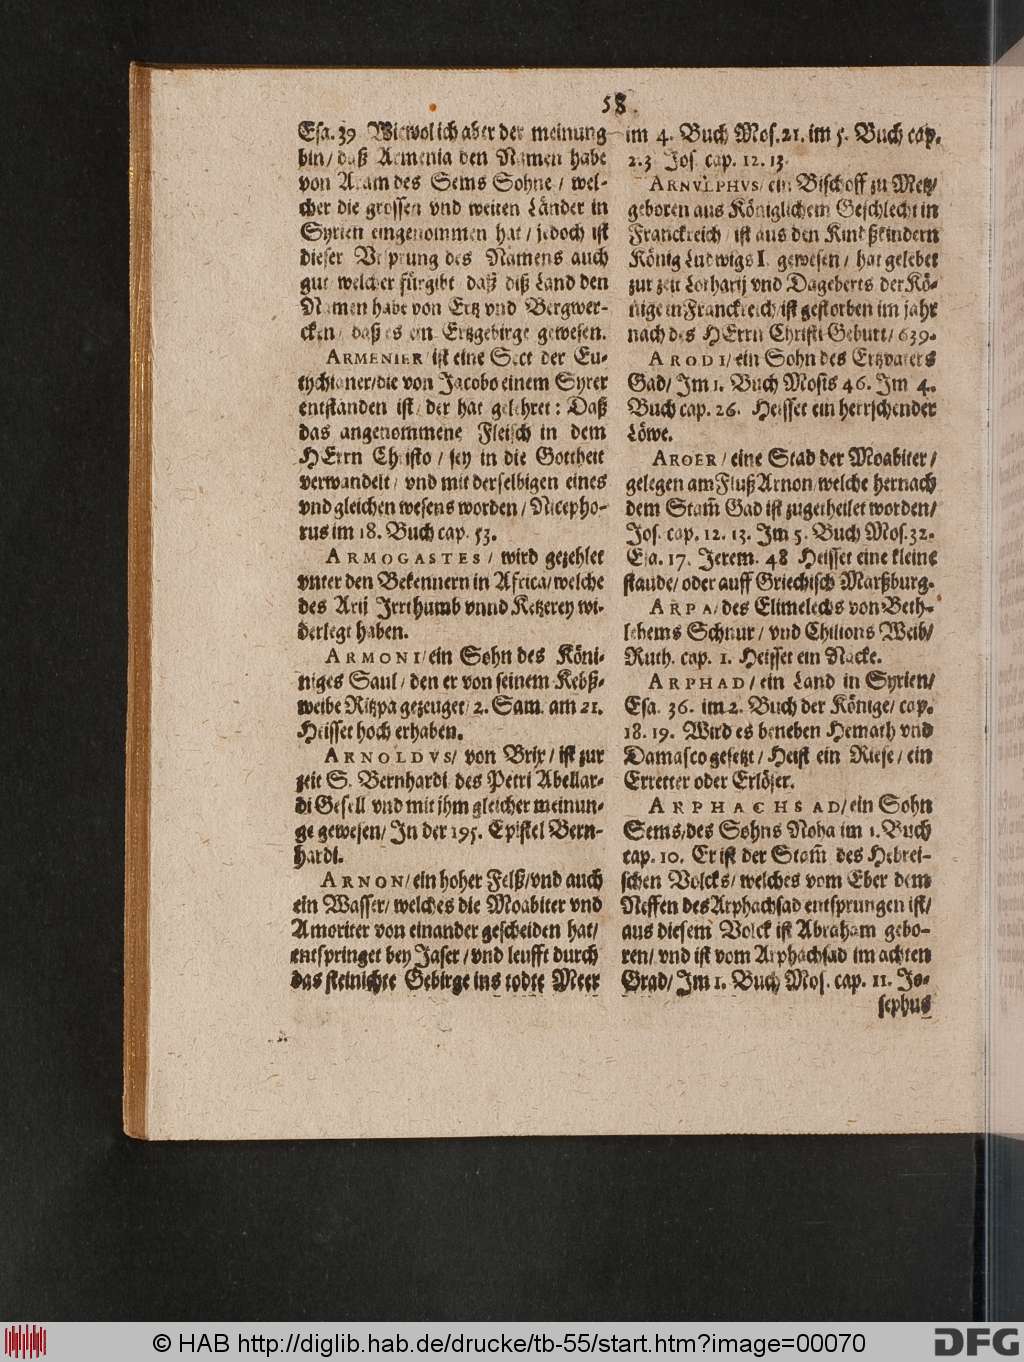 58.
Esa. 39 Wiewol ich aber der meinung
bin/ daß Armenia den Namen habe
von Aram des Sems Sohne / wel-
cher die grossen vnd weiten Länder in
Syrien eingenommen hat / jedoch ist
dieser Vrsprung des Namens auch
gut welcher fürgibt daß diß Land den
Namen habe von Ertz vnd Bergwer-
cken / daß es ein Ertzgebirge gewesen.
ARMENIER/ ist eine Sect der Eu-
tychianer/die von Jacobo einem Syrer
entstanden ist / der hat gelehret : Daß
das angenommene Fleisch in dem
HErrn Christo / sey in die Gottheit
verwandelt / vnd mit derselbigen eines
vnd gleichen wesens worden / Nicepho-
rus im 18. Buch cap. 53.
ARMOGASTES / wird gezehlet
vnter den Bekennern in Africa/welche
des Arij Irrthumb vnnd Ketzerey wi-
derlegt haben.
ARMONI/ein Sohn des Köni-
niges Saul / den er von seinem Kebß-
weibe Ritzpa gezeuget/ 2. Sam. am 21.
Heisset hoch erhaben.
ARNOLDVS/ von Brix / ist zur
zeit S. Bernhardi des Petri Abellar-
di Gesell vnd mit ihm gleicher meinun-
ge gewesen/ In der 195. Epistel Bern-
hardi.
ARNON/ein hoher Felß/vnd auch
ein Wasser/ welches die Moabiter vnd
Amoriter von einander gescheiden hat/
entspringet bey Jaser /vnd leufft durch
das steinichte Gebirge ins todte Meer
im 4. Buch Mos. 21. im 5. Buch cap.
2.3 Jos. cap. 12. 13.
ARNVLPHVS/ ein Bischoff zu Metz/
geboren aus Königlichem Geschlecht in
Franckreich / ist aus den Kindßkindern
König Ludwigs I. gewesen / hat gelebet
zur zeit Lotharij vnd Dageberts der Kö-
nige in Franckreich/ist gestorben im jahr
nach des HErrn Christi Geburt/ 639.
ARODI/ein Sohn des Ertzvaters
Gad/ Im 1. Buch Mosis 46. Im 4.
Buch cap. 26. Heisset ein herrschender
Löwe.
AROER / eine Stad der Moabiter /
gelegen am Fluß Arnon welche hernach
dem Stam̄ Gad ist zugetheilet worden/
Jos. cap. 12. 13. Im 5. Buch Mos. 32.
Esa. 17. Jerem. 48 Heisset eine kleine
staude/ oder auff Griechisch Marßburg.
ARPA/des Elimelechs von Beth-
lehems Schnur / vnd Chilions Weib/
Ruth. cap. 1. Heisset ein Nacke.
ARPHAD/ein Land in Syrien/
Esa. 36. im 2. Buch der Könige/ cap.
18. 19. Wird es beneben Hemath vnd
Damasco gesetzt / Heist ein Riese / ein
Erretter oder Erlöser.
ARPHACHSAD/ein Sohn
Sems/des Sohns Noha im 1. Buch
cap. 10. Er ist der Stam̄ des Hebrei-
schen Volcks/ welches vom Eber dem
Neffen des Arphachsad entsprungen ist/
aus diesem Volck ist Abraham gebo-
ren/ vnd ist vom Arphachsad im achten
Grad/ Im 1. Buch Mos. cap. 11. Jo-
sephus
© HAB http://diglib.hab.de/drucke/tb-55/start.htm?image=00070
DFG